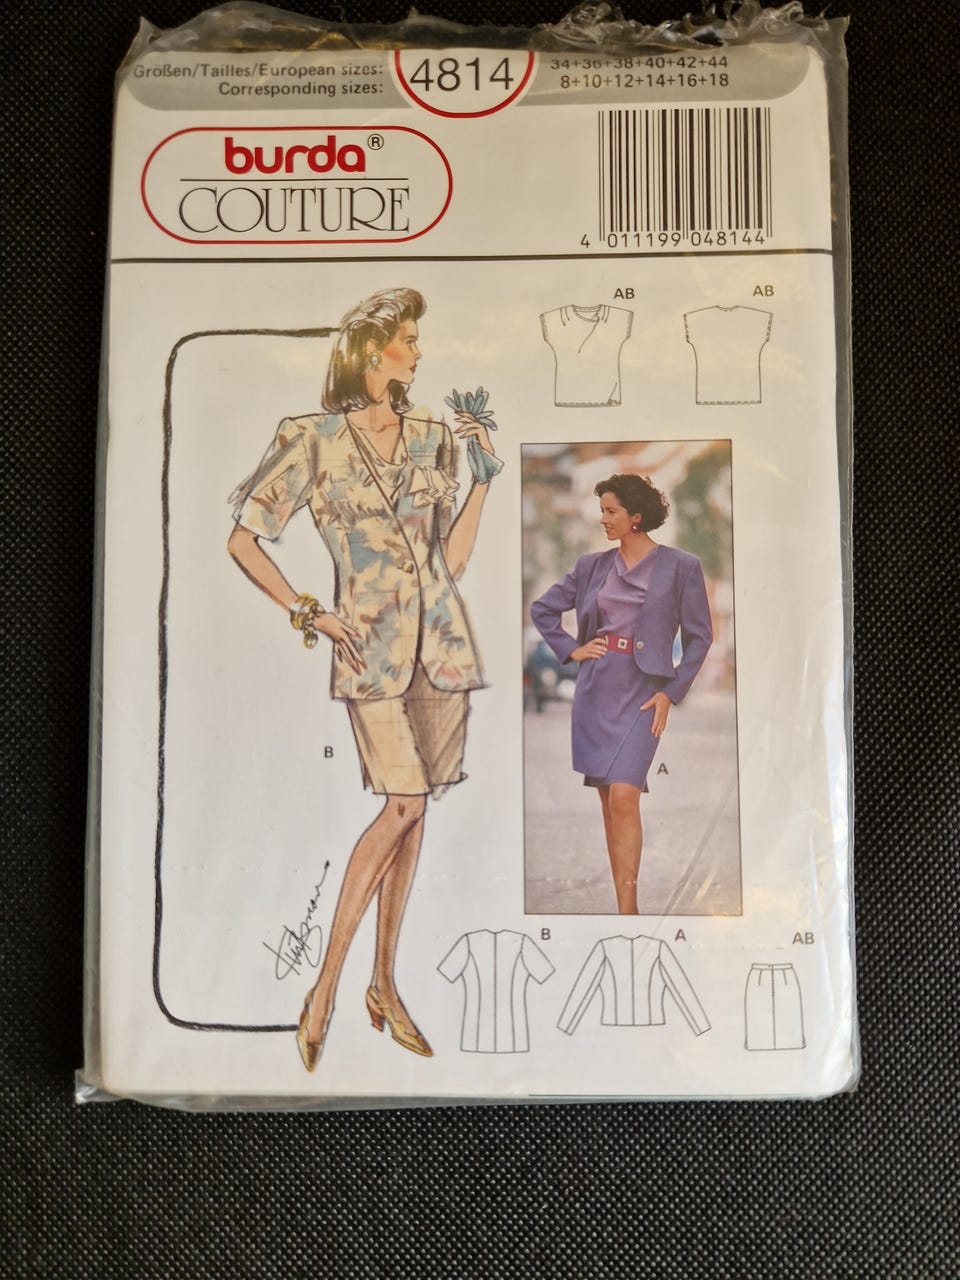 Größen/Tailles/European sizes: 4814 34+36+38+40+42+44
Corresponding sizes: 8+10+12+14+16+18
burda®
COUTURE
4 011199 048144
AB
AB
B
A
B
A
AB